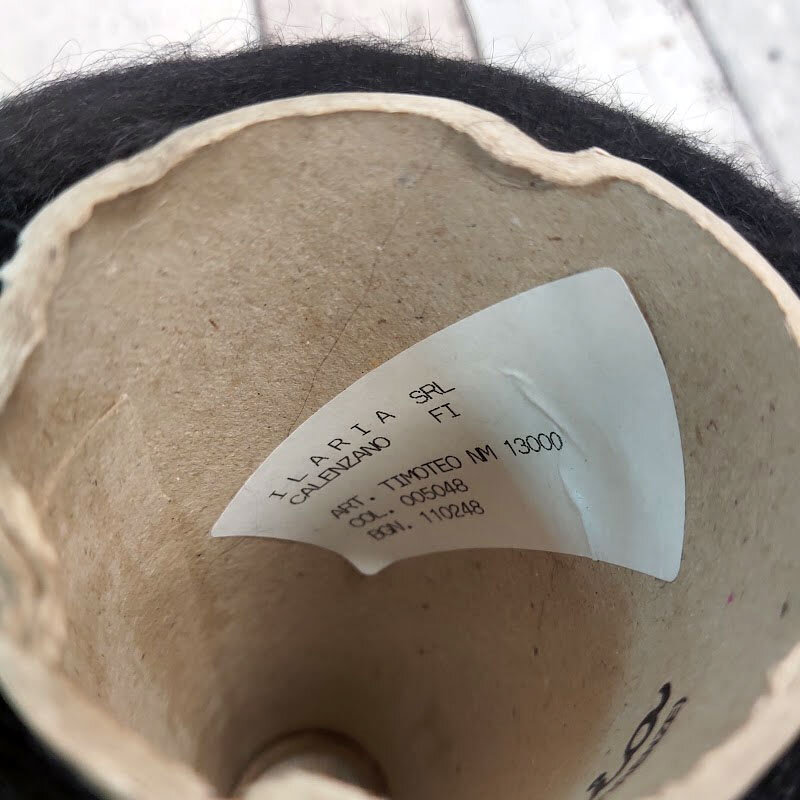 ILARIA SRL
CALENZANO FI
ART. TIMOTEO NM 13000
COL. 005048
BGN. 110248